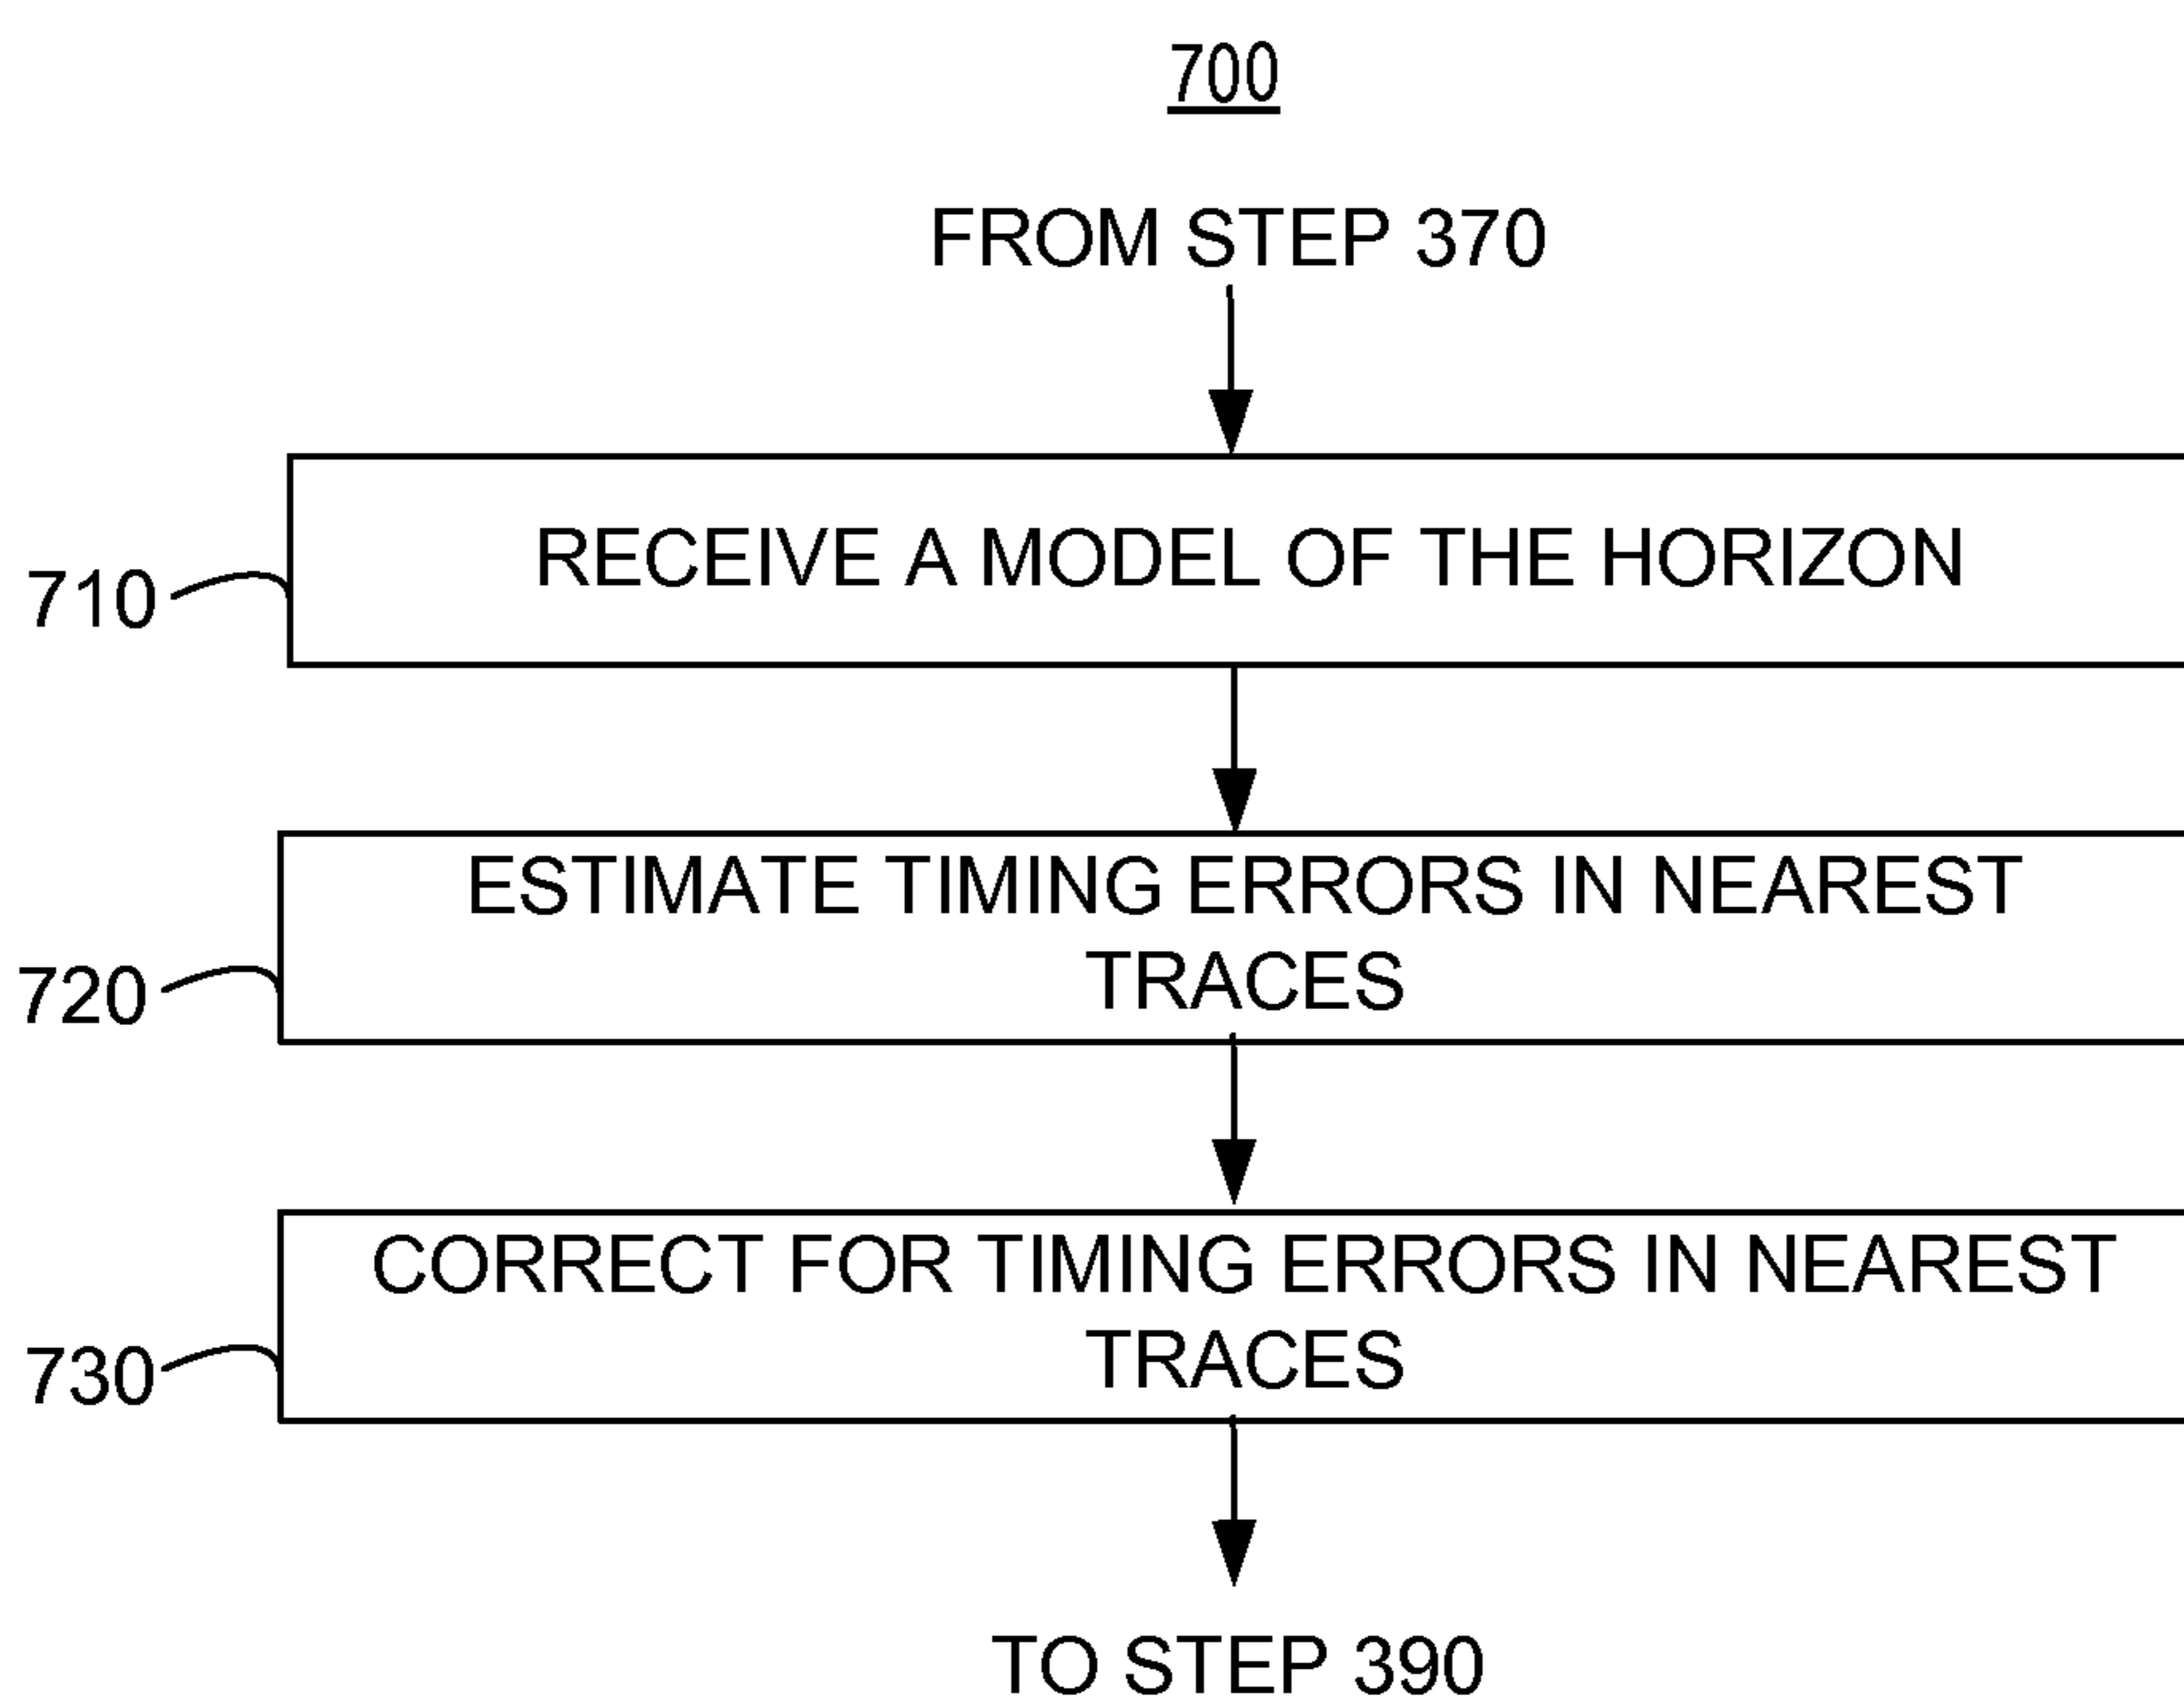 700
FROM STEP 370
RECEIVE A MODEL OF THE HORIZON
710
ESTIMATE TIMING ERRORS IN NEAREST
TRACES
720
CORRECT FOR TIMING ERRORS IN NEAREST
TRACES
730
TO STEP 390